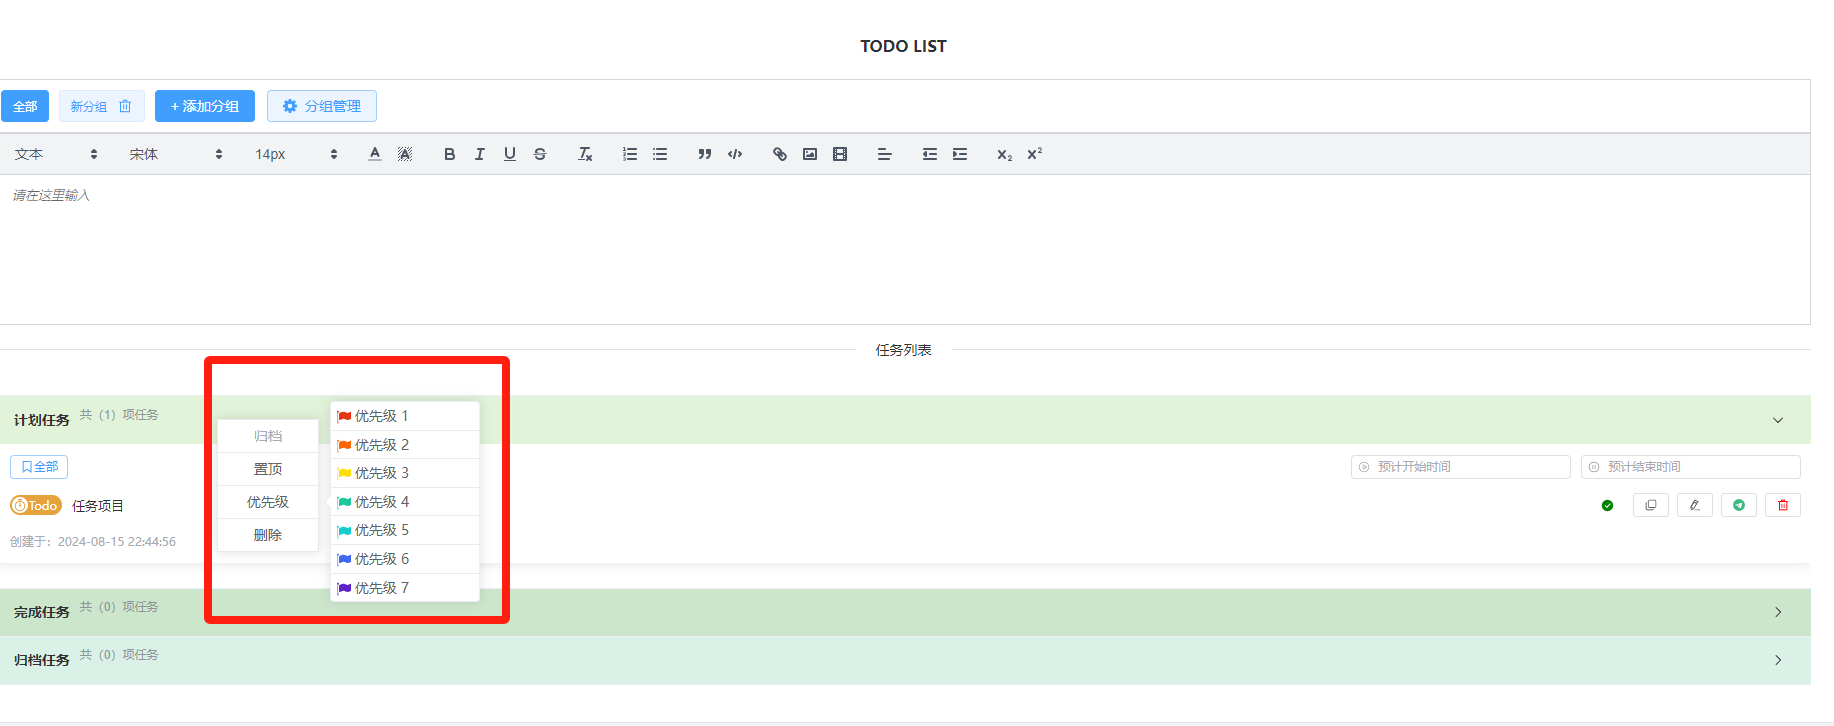 TODO LIST
全部 新分组 + 添加分组 分组管理
文本 宋体 14px
请在这里输入
任务列表
计划任务 共（1）项任务
归档
置顶
优先级
删除
优先级 1
优先级 2
优先级 3
优先级 4
优先级 5
优先级 6
优先级 7
全部 预计开始时间 预计结束时间
Todo 任务项目
创建于：2024-08-15 22:44:56
完成任务 共（0）项任务
归档任务 共（0）项任务